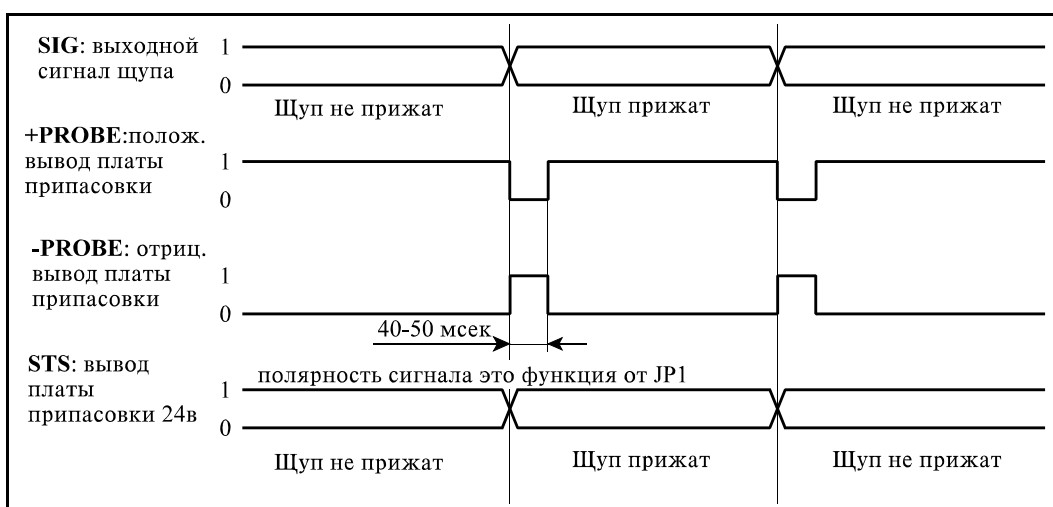 SIG: выходной
сигнал щупа
1
0
Щуп не прижат
Щуп прижат
Щуп не прижат
+PROBE:полож.
вывод платы
припасовки
1
0
-PROBE: отриц.
вывод платы
припасовки
1
0
40-50 мсек
STS: вывод
платы
припасовки 24в
полярность сигнала это функция от JP1
1
0
Щуп не прижат
Щуп прижат
Щуп не прижат